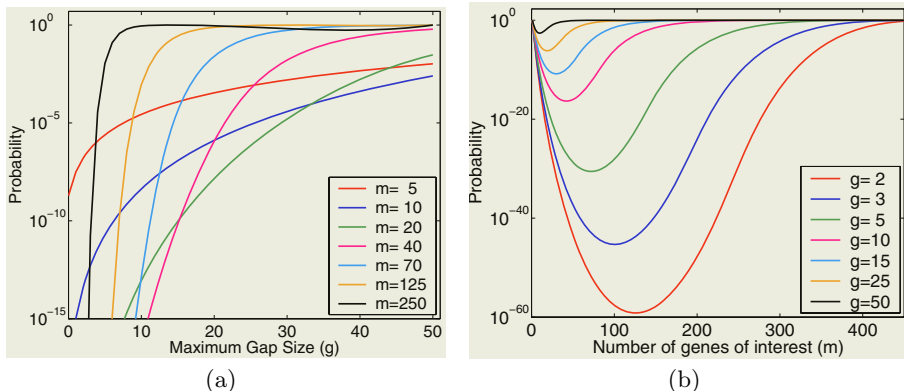 10^0
10^-5
10^-10
10^-15
Probability
0
10
20
30
40
50
Maximum Gap Size (g)
m= 5
m= 10
m= 20
m= 40
m= 70
m=125
m=250
(a)
10^0
10^-20
10^-40
10^-60
Probability
0
100
200
300
400
Number of genes of interest (m)
g= 2
g= 3
g= 5
g=10
g=15
g=25
g=50
(b)